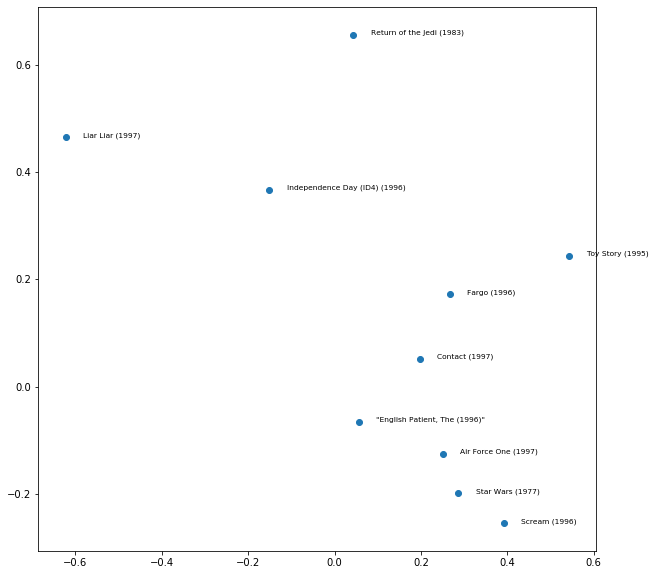 Return of the Jedi (1983)
0.6
Liar Liar (1997)
0.4
Independence Day (ID4) (1996)
Toy Story (1995)
0.2
Fargo (1996)
Contact (1997)
0.0
"English Patient, The (1996)"
Air Force One (1997)
−0.2
Star Wars (1977)
Scream (1996)
−0.6 −0.4 −0.2 0.0 0.2 0.4 0.6